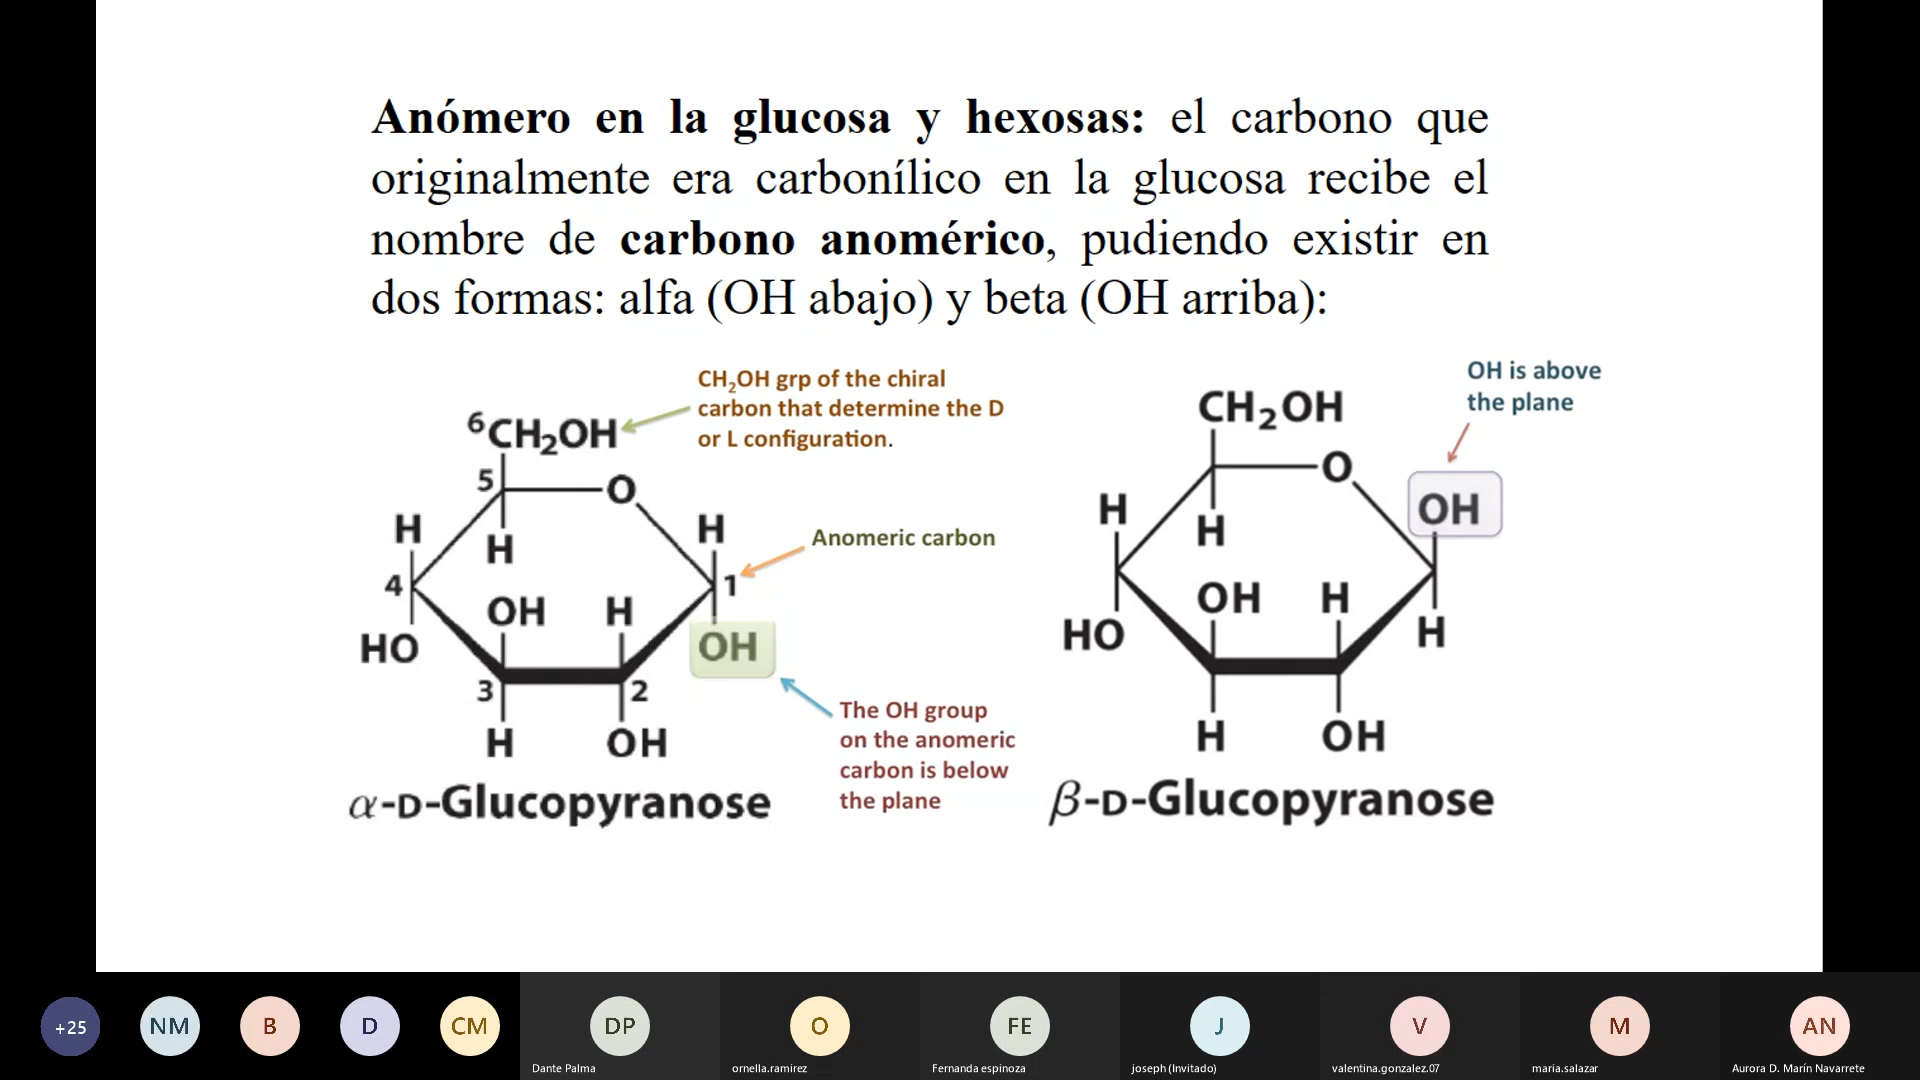 Anómero en la glucosa y hexosas: el carbono que
originalmente era carbonílico en la glucosa recibe el
nombre de carbono anomérico, pudiendo existir en
dos formas: alfa (OH abajo) y beta (OH arriba):
CH₂OH grp of the chiral
carbon that determine the D
or L configuration.
⁶CH₂OH
5
O
H
H
H
4
1
Anomeric carbon
OH
H
HO
OH
3
2
H
OH
The OH group
on the anomeric
carbon is below
the plane
α-D-Glucopyranose
OH is above
the plane
CH₂OH
O
H
OH
H
OH
H
HO
H
H
OH
β-D-Glucopyranose
+25
NM
B
D
CM
DP
O
FE
J
V
M
AN
Dante Palma
ornella.ramirez
Fernanda espinoza
joseph (Invitado)
valentina.gonzalez.07
maria.salazar
Aurora D. Marín Navarrete